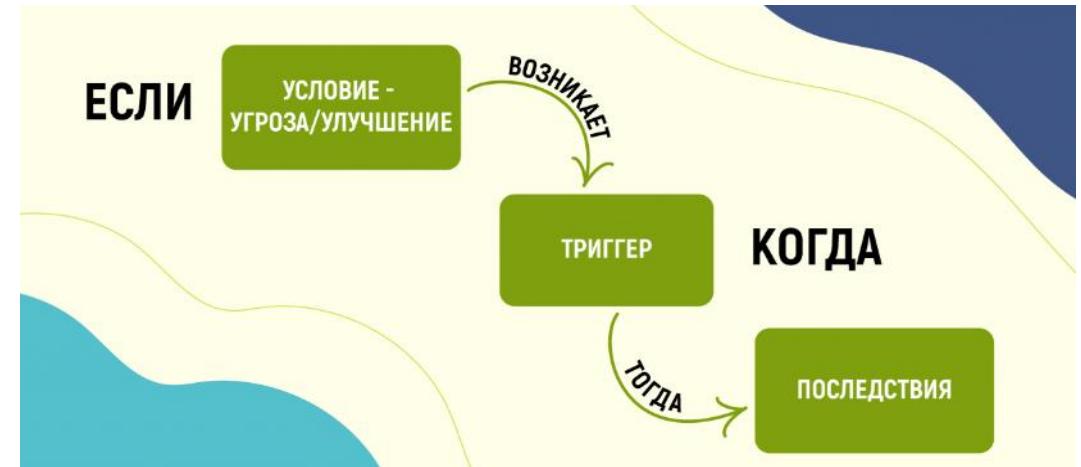 ЕСЛИ
УСЛОВИЕ -
УГРОЗА/УЛУЧШЕНИЕ
ВОЗНИКАЕТ
ТРИГГЕР
КОГДА
ТОГДА
ПОСЛЕДСТВИЯ